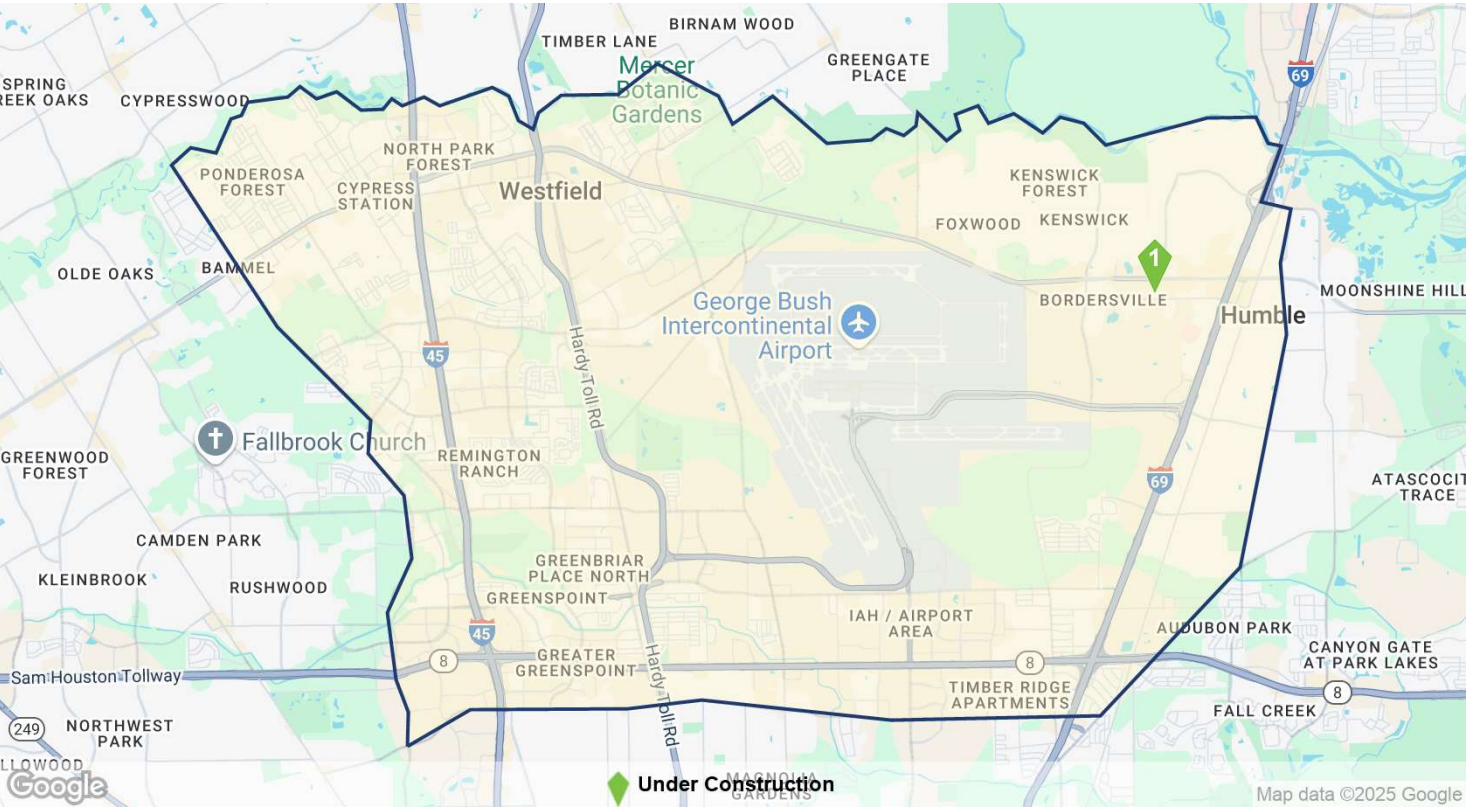 BIRNAM WOOD
TIMBER LANE
GREENGATE
PLACE
Mercer
Botanic
Gardens
69
SPRING
REEK OAKS
CYPRESSWOOD
NORTH PARK
FOREST
PONDEROSA
FOREST
CYPRESS
STATION
Westfield
KENSWICK
FOREST
FOXWOOD
KENSWICK
OLDE OAKS
BAMMEL
1
BORDERSVILLE
MOONSHINE HILL
Humble
George Bush
Intercontinental
Airport
45
Hardy Toll Rd
Fallbrook Church
GREENWOOD
FOREST
REMINGTON
RANCH
69
ATASCOCIT
TRACE
CAMDEN PARK
KLEINBROOK
RUSHWOOD
GREENBRIAR
PLACE NORTH
GREENSPOINT
IAH / AIRPORT
AREA
45
AUDUBON PARK
8
GREATER
GREENSPOINT
8
CANYON GATE
AT PARK LAKES
Sam Houston Tollway
Hardy Toll Rd
TIMBER RIDGE
APARTMENTS
8
FALL CREEK
249
NORTHWEST
PARK
LLOWOOD
Google
Under Construction
MAGNOLIA
GARDENS
Map data ©2025 Google